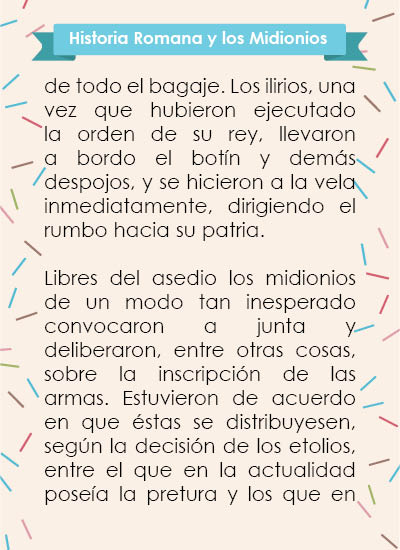 Historia Romana y los Midionios
de todo el bagaje. Los ilirios, una
vez que hubieron ejecutado
la orden de su rey, llevaron
a bordo el botín y demás
despojos, y se hicieron a la vela
inmediatamente, dirigiendo el
rumbo hacia su patria.
Libres del asedio los midionios
de un modo tan inesperado
convocaron a junta y
deliberaron, entre otras cosas,
sobre la inscripción de las
armas. Estuvieron de acuerdo
en que éstas se distribuyesen,
según la decisión de los etolios,
entre el que en la actualidad
poseía la pretura y los que en